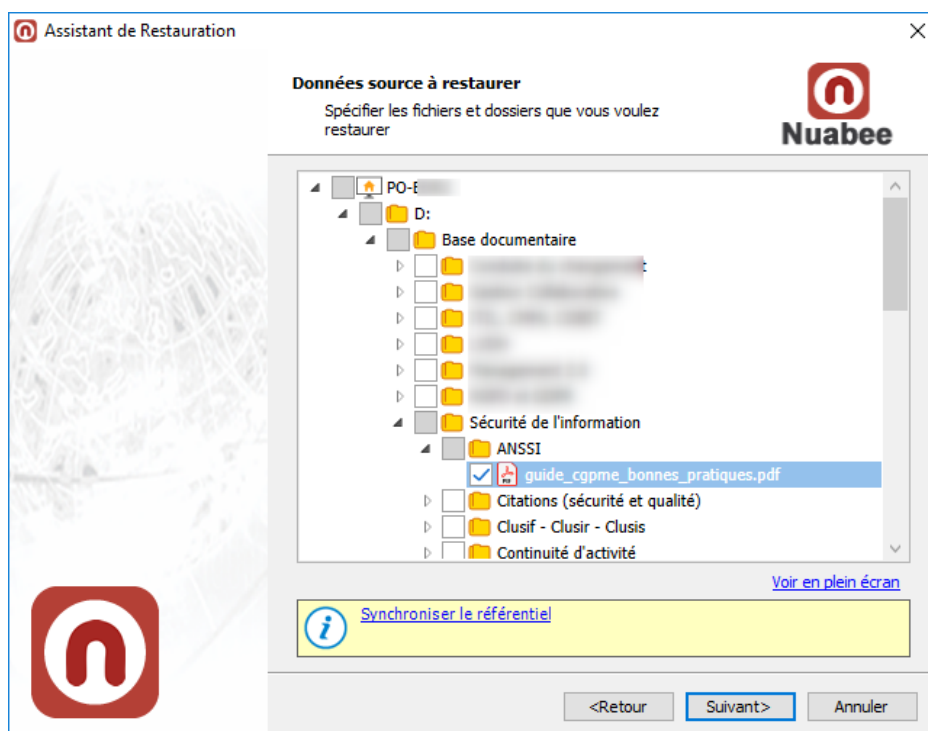 Assistant de Restauration
Données source à restaurer
Spécifier les fichiers et dossiers que vous voulez
restaurer
Nuabee
D:
Base documentaire
Sécurité de l'information
ANSSI
guide_cgpme_bonnes_pratiques.pdf
Citations (sécurité et qualité)
Clusif - Clusir - Clusis
Continuité d'activité
Voir en plein écran
Synchroniser le référentiel
<Retour
Suivant>
Annuler